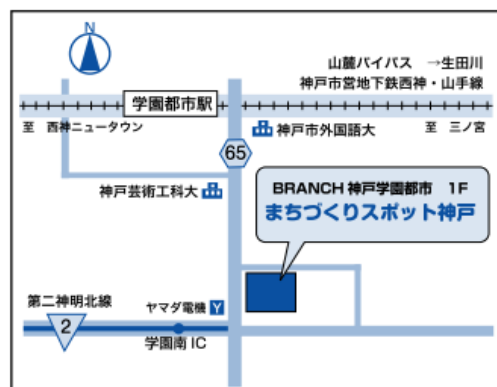 N
山麓バイパス →生田川
神戸市営地下鉄西神・山手線
学園都市駅
至 西神ニュータウン
神戸市外国語大
至 三ノ宮
65
神戸芸術工科大
BRANCH 神戸学園都市 1F
まちづくりスポット神戸
第二神明北線
2
ヤマダ電機 Y
学園南 IC